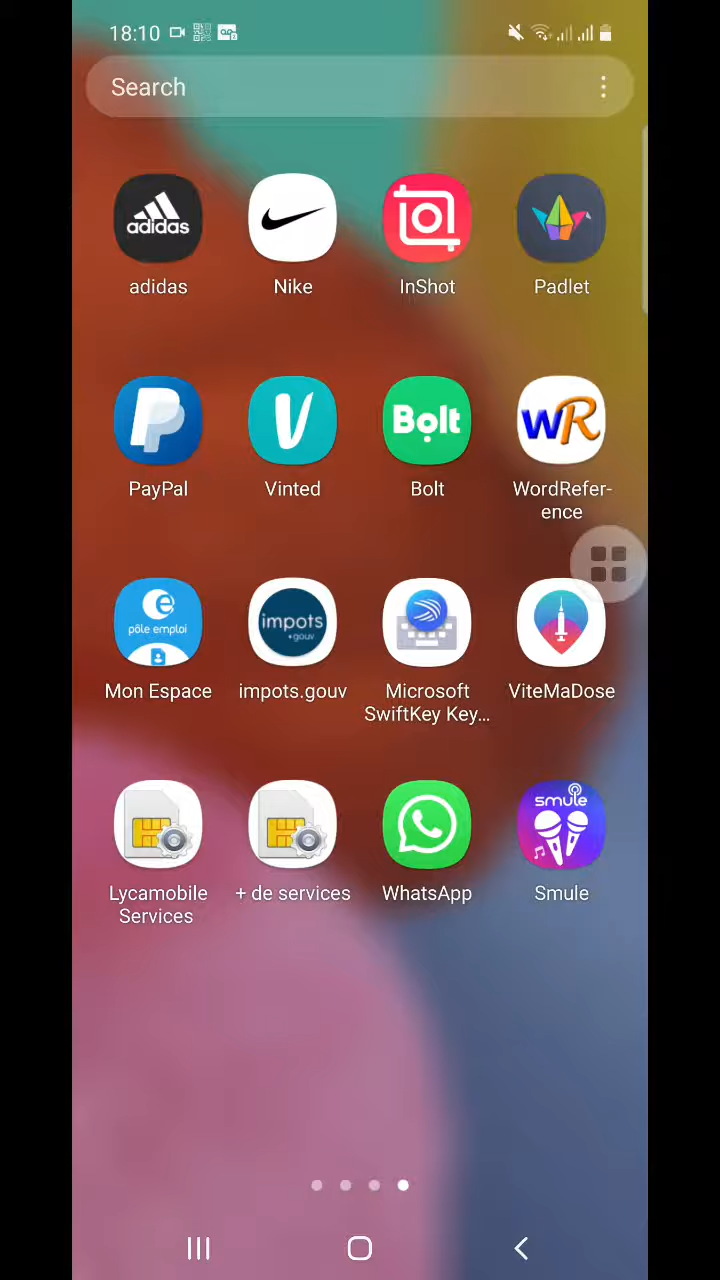 18:10
Search
adidas
adidas Nike InShot Padlet
Bolt WR
PayPal Vinted Bolt WordRefer-
ence
pôle emploi impots
.gouv
Mon Espace impots.gouv Microsoft ViteMaDose
SwiftKey Key...
smule
Lycamobile + de services WhatsApp Smule
Services